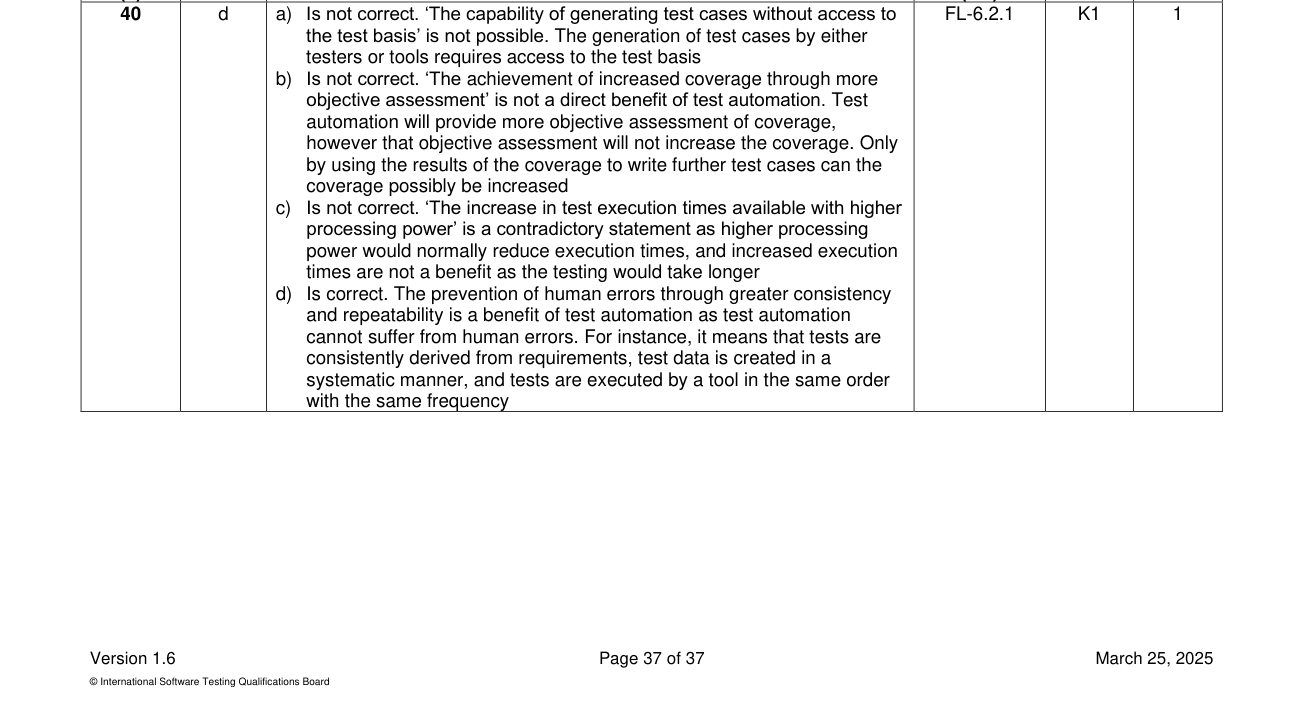 40 d a) Is not correct. ‘The capability of generating test cases without access to FL-6.2.1 K1 1
the test basis’ is not possible. The generation of test cases by either
testers or tools requires access to the test basis
b) Is not correct. ‘The achievement of increased coverage through more
objective assessment’ is not a direct benefit of test automation. Test
automation will provide more objective assessment of coverage,
however that objective assessment will not increase the coverage. Only
by using the results of the coverage to write further test cases can the
coverage possibly be increased
c) Is not correct. ‘The increase in test execution times available with higher
processing power’ is a contradictory statement as higher processing
power would normally reduce execution times, and increased execution
times are not a benefit as the testing would take longer
d) Is correct. The prevention of human errors through greater consistency
and repeatability is a benefit of test automation as test automation
cannot suffer from human errors. For instance, it means that tests are
consistently derived from requirements, test data is created in a
systematic manner, and tests are executed by a tool in the same order
with the same frequency
Version 1.6 Page 37 of 37 March 25, 2025
© International Software Testing Qualifications Board